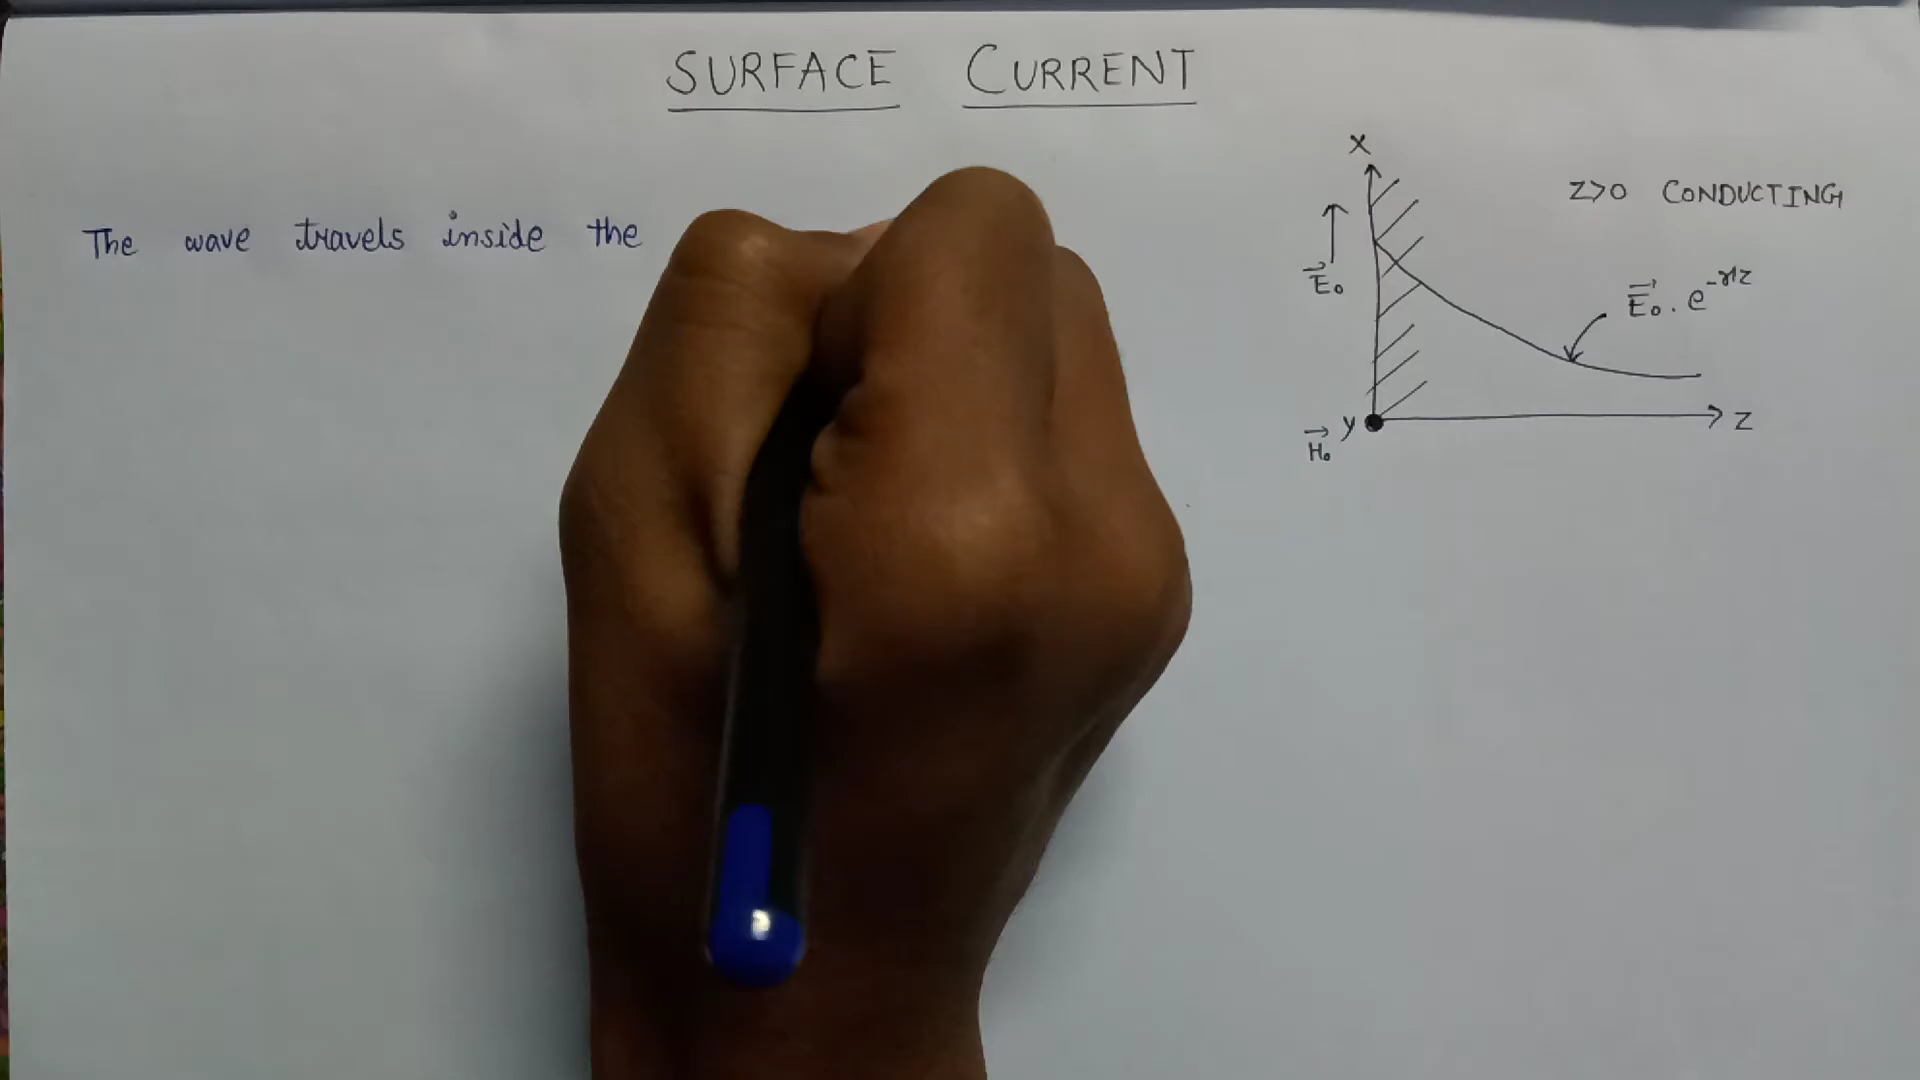 SURFACE CURRENT
The wave travels inside the
X
Z>0 CONDUCTING
E⃗₀
E⃗₀ . e^-γz
y
Z
H⃗₀